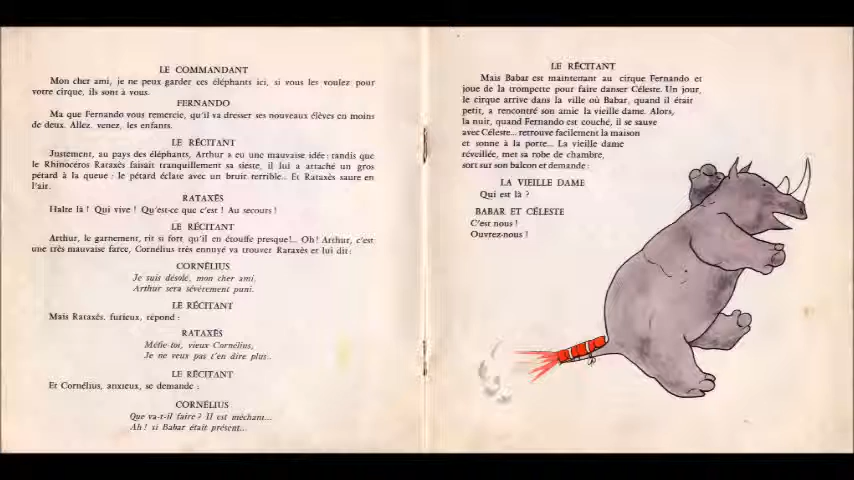 LE COMMANDANT
Mon cher ami, je ne peux garder ces éléphants ici, si vous les voulez pour
votre cirque, ils sont à vous.
FERNANDO
Ma que Fernando vous remercie, qu'il va dresser ses nouveaux élèves en moins
de deux. Allez, venez, les enfants.
LE RÉCITANT
Justement, au pays des éléphants, Arthur a eu une mauvaise idée : tandis que
le Rhinocéros Rataxès faisait tranquillement sa sieste, il lui a attaché un gros
pétard à la queue : le pétard éclate avec un bruit terrible.. Et Rataxès saute en
l'air.
RATAXÈS
Halte là ! Qui vive ! Qu'est-ce que c'est ! Au secours !
LE RÉCITANT
Arthur, le garnement, rit si fort qu'il en étouffe presque!... Oh! Arthur, c'est
une très mauvaise farce, Cornélius très ennuyé va trouver Rataxès et lui dit:
CORNÉLIUS
Je suis désolé, mon cher ami,
Arthur sera sévèrement puni.
LE RÉCITANT
Mais Rataxès, furieux, répond :
RATAXÈS
Méfie-toi, vieux Cornélius,
Je ne veux pas t'en dire plus..
LE RÉCITANT
Et Cornélius, anxieux, se demande :
CORNÉLIUS
Que va-t-il faire ? Il est méchant...
Ah ! si Babar était présent...
LE RÉCITANT
Mais Babar est maintenant au cirque Fernando et
joue de la trompette pour faire danser Céleste. Un jour,
le cirque arrive dans la ville où Babar, quand il était
petit, a rencontré son amie la vieille dame. Alors,
la nuit, quand Fernando est couché, il se sauve
avec Céleste... retrouve facilement la maison
et sonne à la porte... La vieille dame
réveillée, met sa robe de chambre,
sort sur son balcon et demande :
LA VIEILLE DAME
Qui est là ?
BABAR ET CÉLESTE
C'est nous !
Ouvrez-nous !